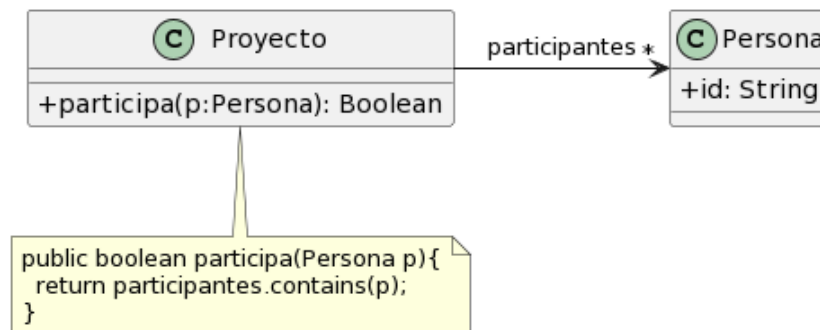 C Proyecto
+participa(p:Persona): Boolean
participantes *
C Persona
+id: String
public boolean participa(Persona p){
return participantes.contains(p);
}